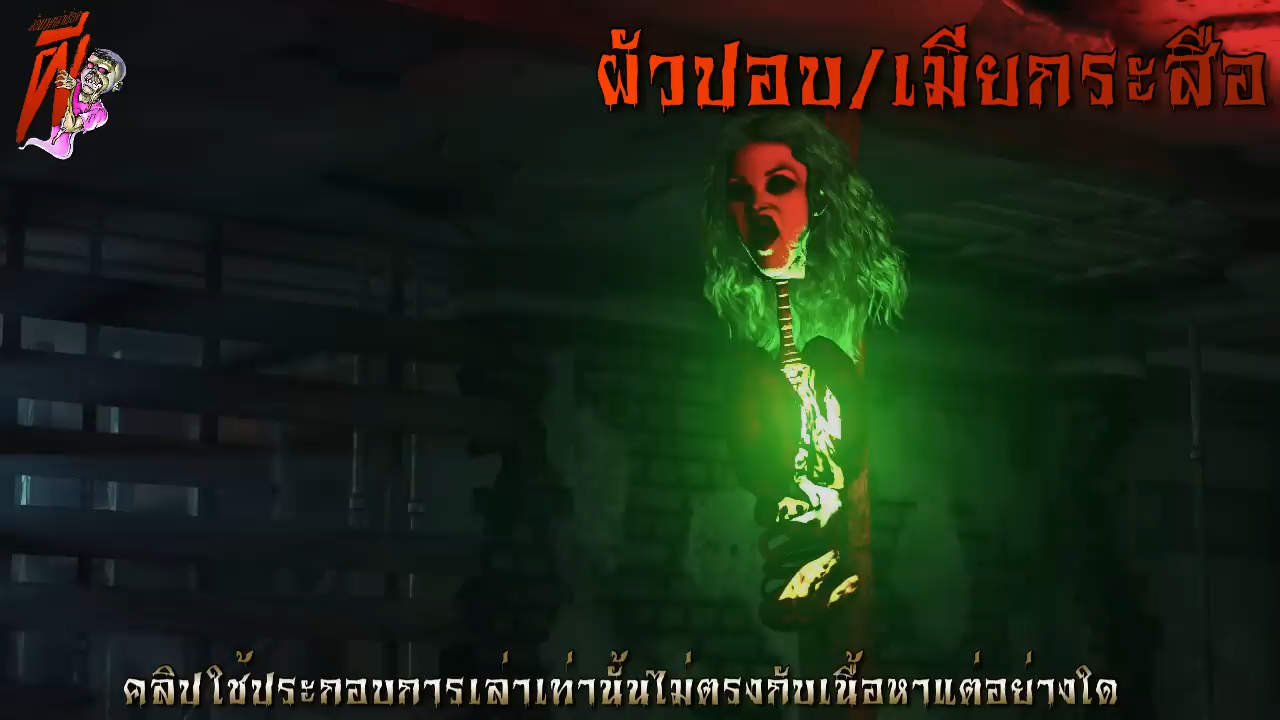 ผี
ผัวปอบ/เมียกระสือ
คลิปใช้ประกอบการเล่าเท่านั้นไม่ตรงกับเนื้อหาแต่อย่างใด